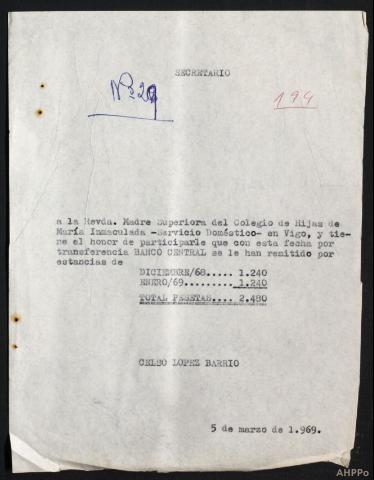 SECRETARIO
Nº 29
194
a la Revda. Madre Superiora del Colegio de Hijas de
María Inmaculada -Servicio Doméstico- en Vigo, y tie-
ne el honor de participarle que con esta fecha por
transferencia BANCO CENTRAL se le han remitido por
estancias de
DICIEMBRE/68..... 1.240
ENERO/69......... 1.240
TOTAL PESETAS.... 2.480
CELSO LOPEZ BARRIO
5 de marzo de 1.969.
AHPPo